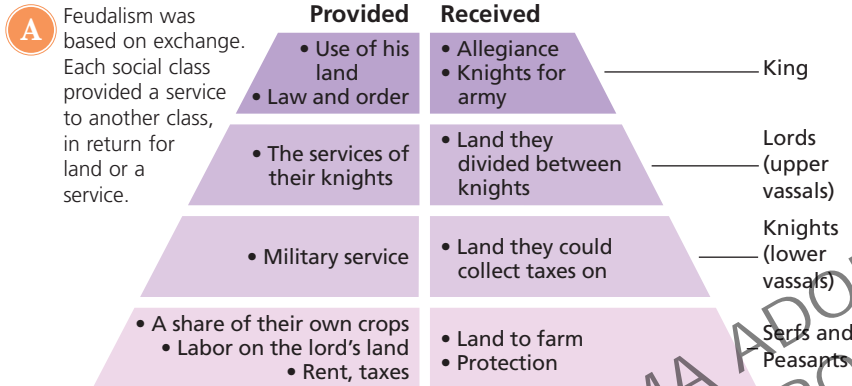 A
Feudalism was
based on exchange.
Each social class
provided a service
to another class,
in return for
land or a
service.
Provided Received
• Use of his
land
• Law and order
• Allegiance
• Knights for
army
King
• The services of
their knights
• Land they
divided between
knights
Lords
(upper
vassals)
• Military service
• Land they could
collect taxes on
Knights
(lower
vassals)
• A share of their own crops
• Labor on the lord's land
• Rent, taxes
• Land to farm
• Protection
Serfs and
Peasants